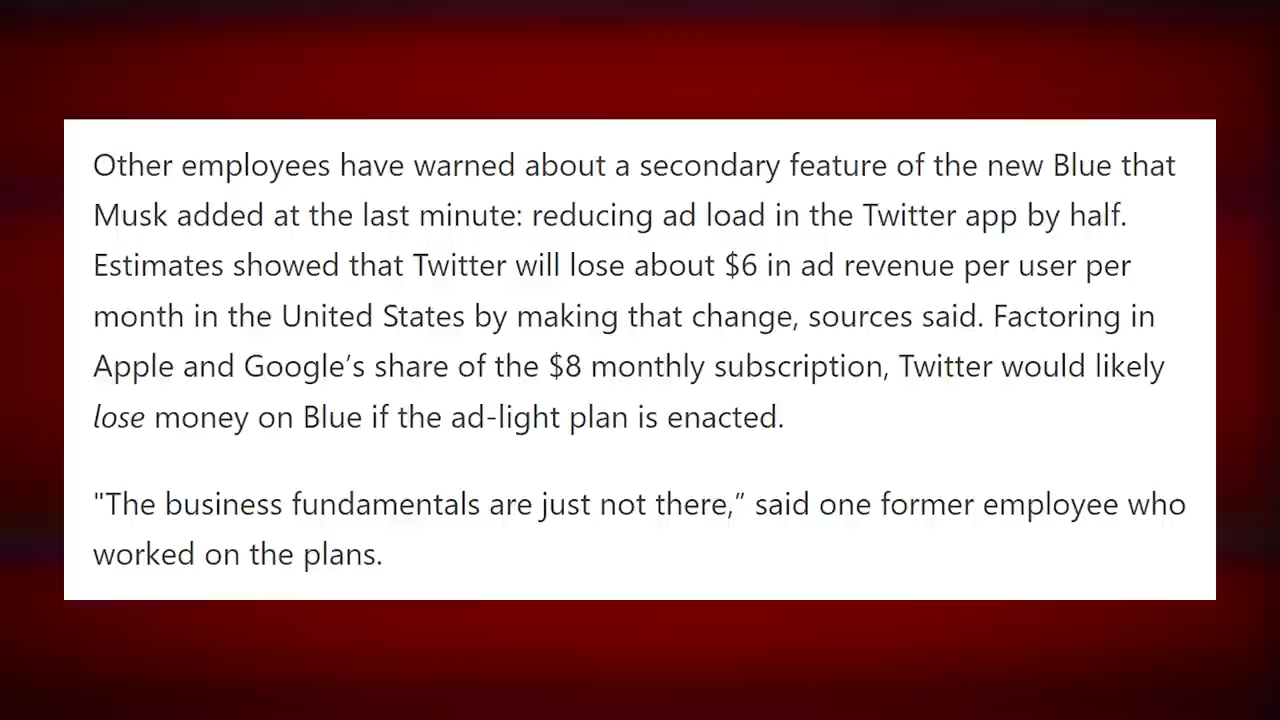 Other employees have warned about a secondary feature of the new Blue that
Musk added at the last minute: reducing ad load in the Twitter app by half.
Estimates showed that Twitter will lose about $6 in ad revenue per user per
month in the United States by making that change, sources said. Factoring in
Apple and Google’s share of the $8 monthly subscription, Twitter would likely
lose money on Blue if the ad-light plan is enacted.
"The business fundamentals are just not there,” said one former employee who
worked on the plans.